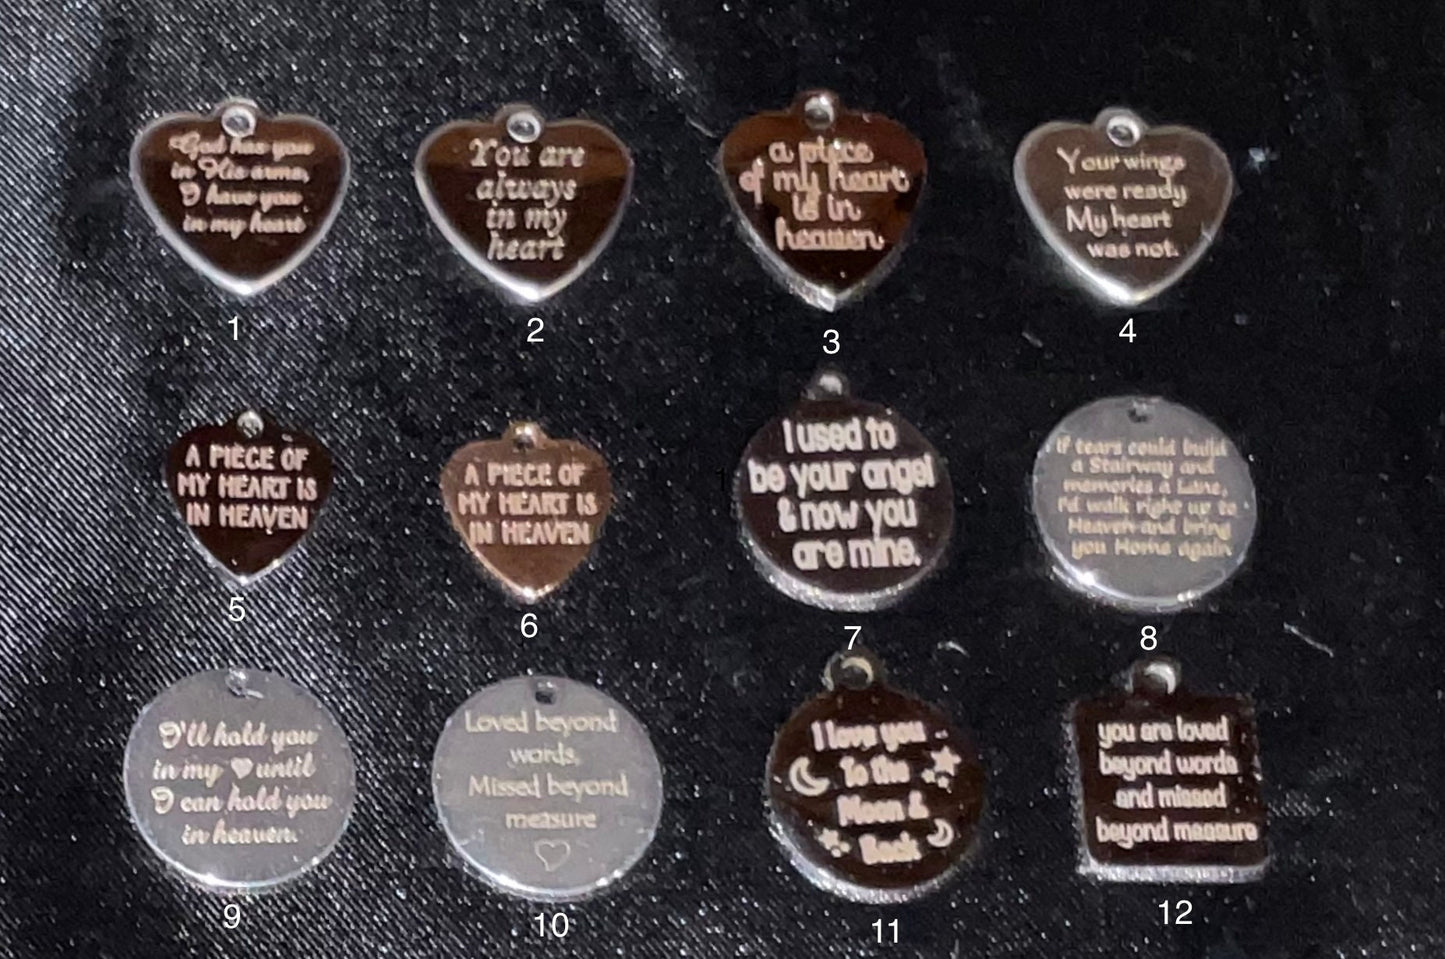 God has you
in His arms,
I have you
in my heart
1
You are
always
in my
heart
2
a piece
of my heart
is in
heaven.
3
Your wings
were ready
My heart
was not.
4
A PIECE OF
MY HEART IS
IN HEAVEN
5
A PIECE OF
MY HEART IS
IN HEAVEN
6
I used to
be your angel
& now you
are mine.
7
If tears could build
a Stairway and
memories a Lane,
I'd walk right up to
Heaven and bring
you Home again
8
I'll hold you
in my ♥ until
I can hold you
in heaven.
9
Loved beyond
words,
Missed beyond
measure
10
I love you
To the
Moon &
Back
11
you are loved
beyond words
and missed
beyond measure
12